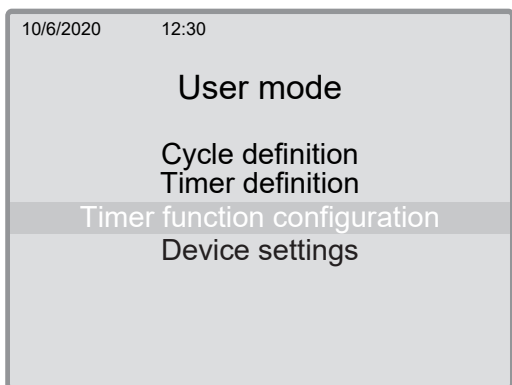 10/6/2020 12:30
User mode
Cycle definition
Timer definition
Timer function configuration
Device settings